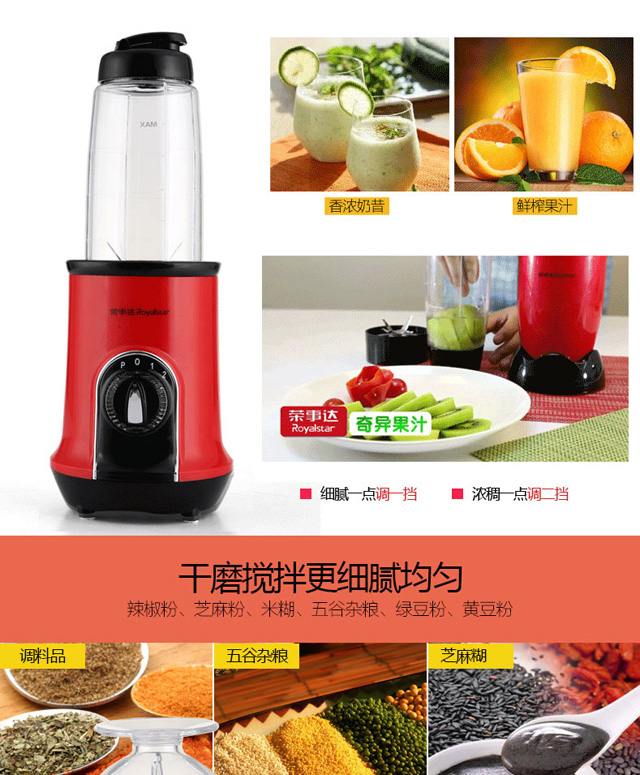 MAX
荣事达Royalstar
P O 1 2
香浓奶昔
鲜榨果汁
荣事达
Royalstar
奇异果汁
细腻一点调一挡
浓稠一点调二挡
干磨搅拌更细腻均匀
辣椒粉、芝麻粉、米糊、五谷杂粮、绿豆粉、黄豆粉
调料品
五谷杂粮
芝麻糊